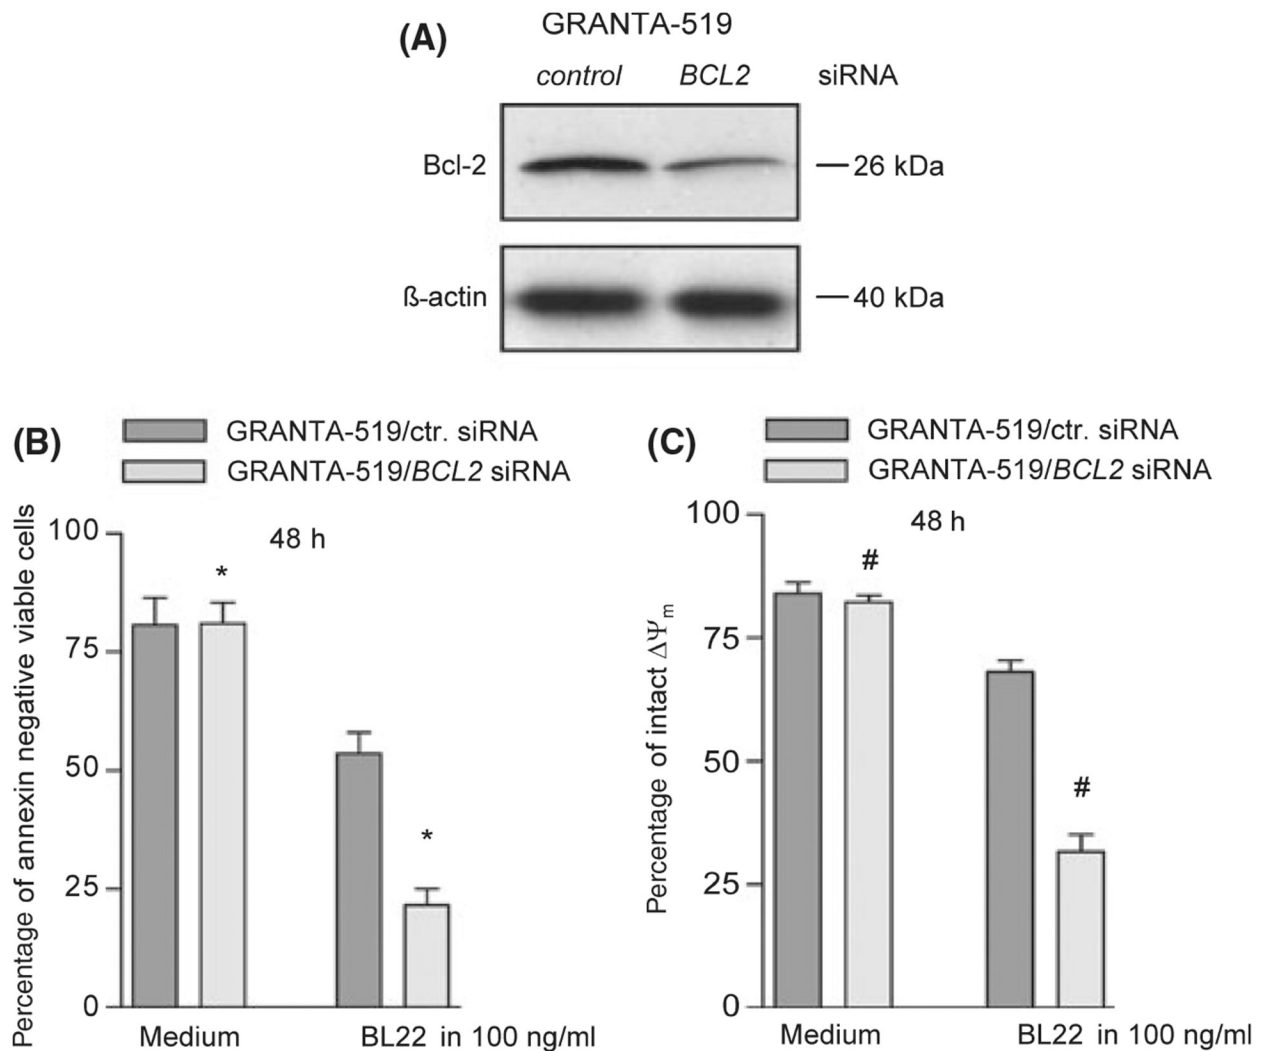 (A)
GRANTA-519
control BCL2 siRNA
Bcl-2
26 kDa
ß-actin
40 kDa
(B)
GRANTA-519/ctr. siRNA
GRANTA-519/BCL2 siRNA
Percentage of annexin negative viable cells
48 h
100
75
50
25
0
*
*
Medium
BL22 in 100 ng/ml
(C)
GRANTA-519/ctr. siRNA
GRANTA-519/BCL2 siRNA
Percentage of intact ΔΨm
48 h
100
75
50
25
0
#
#
Medium
BL22 in 100 ng/ml